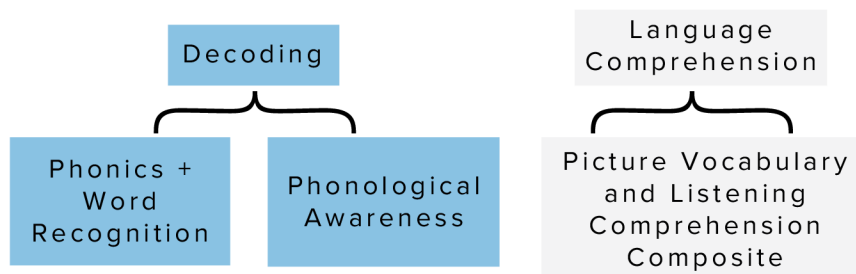 Decoding
Phonics +
Word
Recognition
Phonological
Awareness
Language
Comprehension
Picture Vocabulary
and Listening
Comprehension
Composite